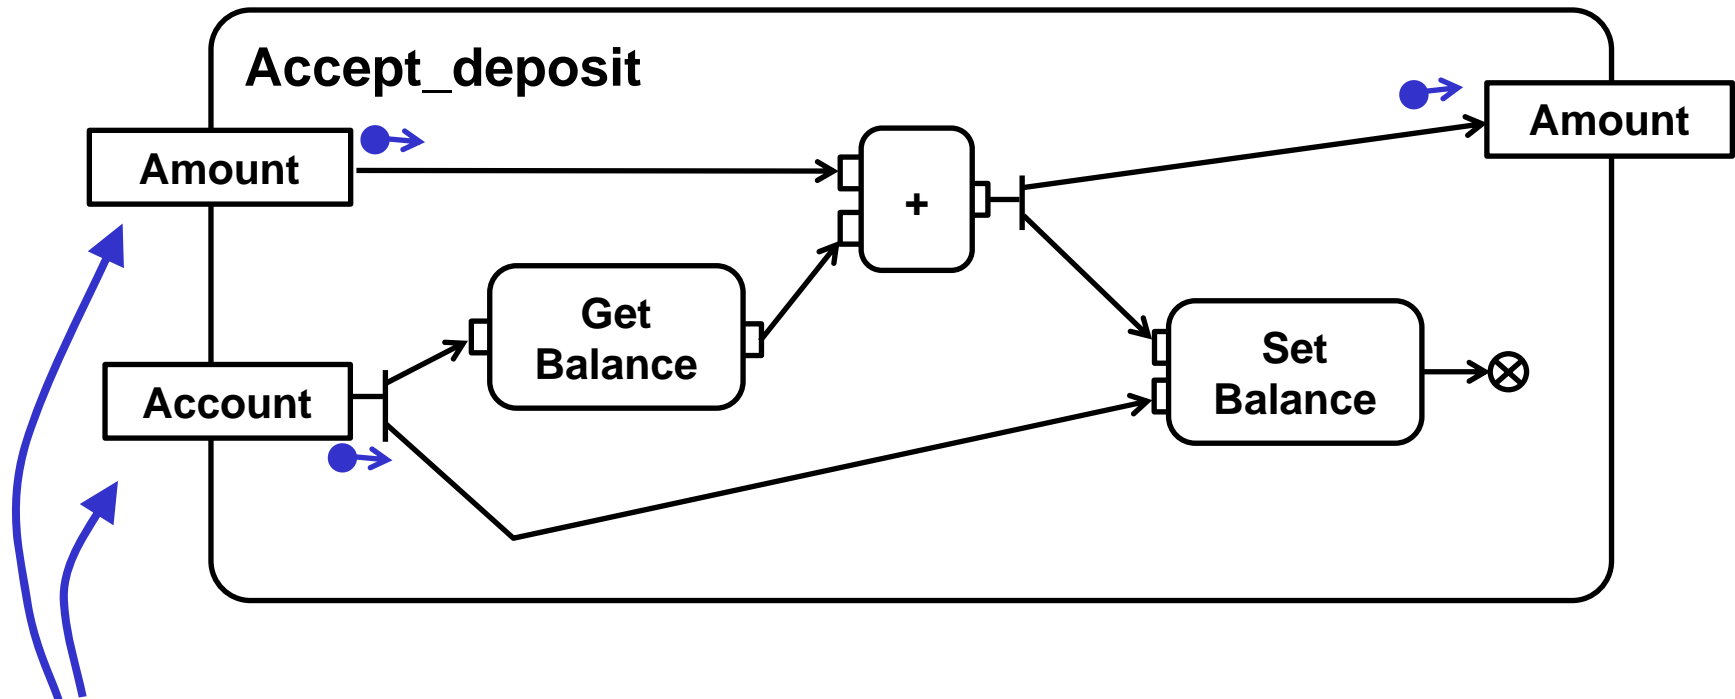 Accept_deposit
Amount
Amount
+
Get
Balance
Set
Balance
Account